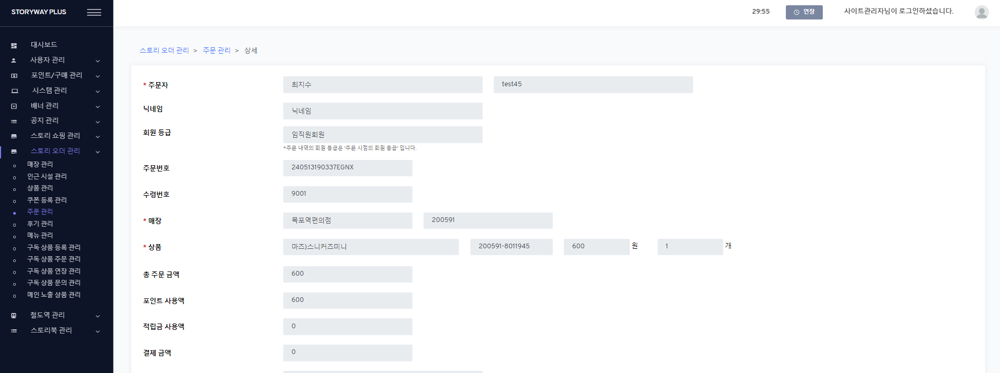 STORYWAY PLUS
29:55
연장
사이트관리자님이 로그인하셨습니다.
대시보드
사용자 관리
포인트/구매 관리
시스템 관리
배너 관리
공지 관리
스토리 쇼핑 관리
스토리 오더 관리
매장 관리
인근 시설 관리
상품 관리
쿠폰 등록 관리
주문 관리
후기 관리
메뉴 관리
구독 상품 등록 관리
구독 상품 주문 관리
구독 상품 연장 관리
구독 상품 문의 관리
메인 노출 상품 관리
철도역 관리
스토리북 관리
스토리 오더 관리 > 주문 관리 > 상세
* 주문자 최지수 test45
닉네임 닉네임
회원 등급 임직원회원
*주문 내역의 회원 등급은 '주문 시점의 회원 등급' 입니다.
주문번호 240513190337EGNX
수령번호 9001
* 매장 목포역편의점 200591
* 상품 마즈)스니커즈미니 200591-8011945 600 원 1 개
총 주문 금액 600
포인트 사용액 600
적립금 사용액 0
결제 금액 0